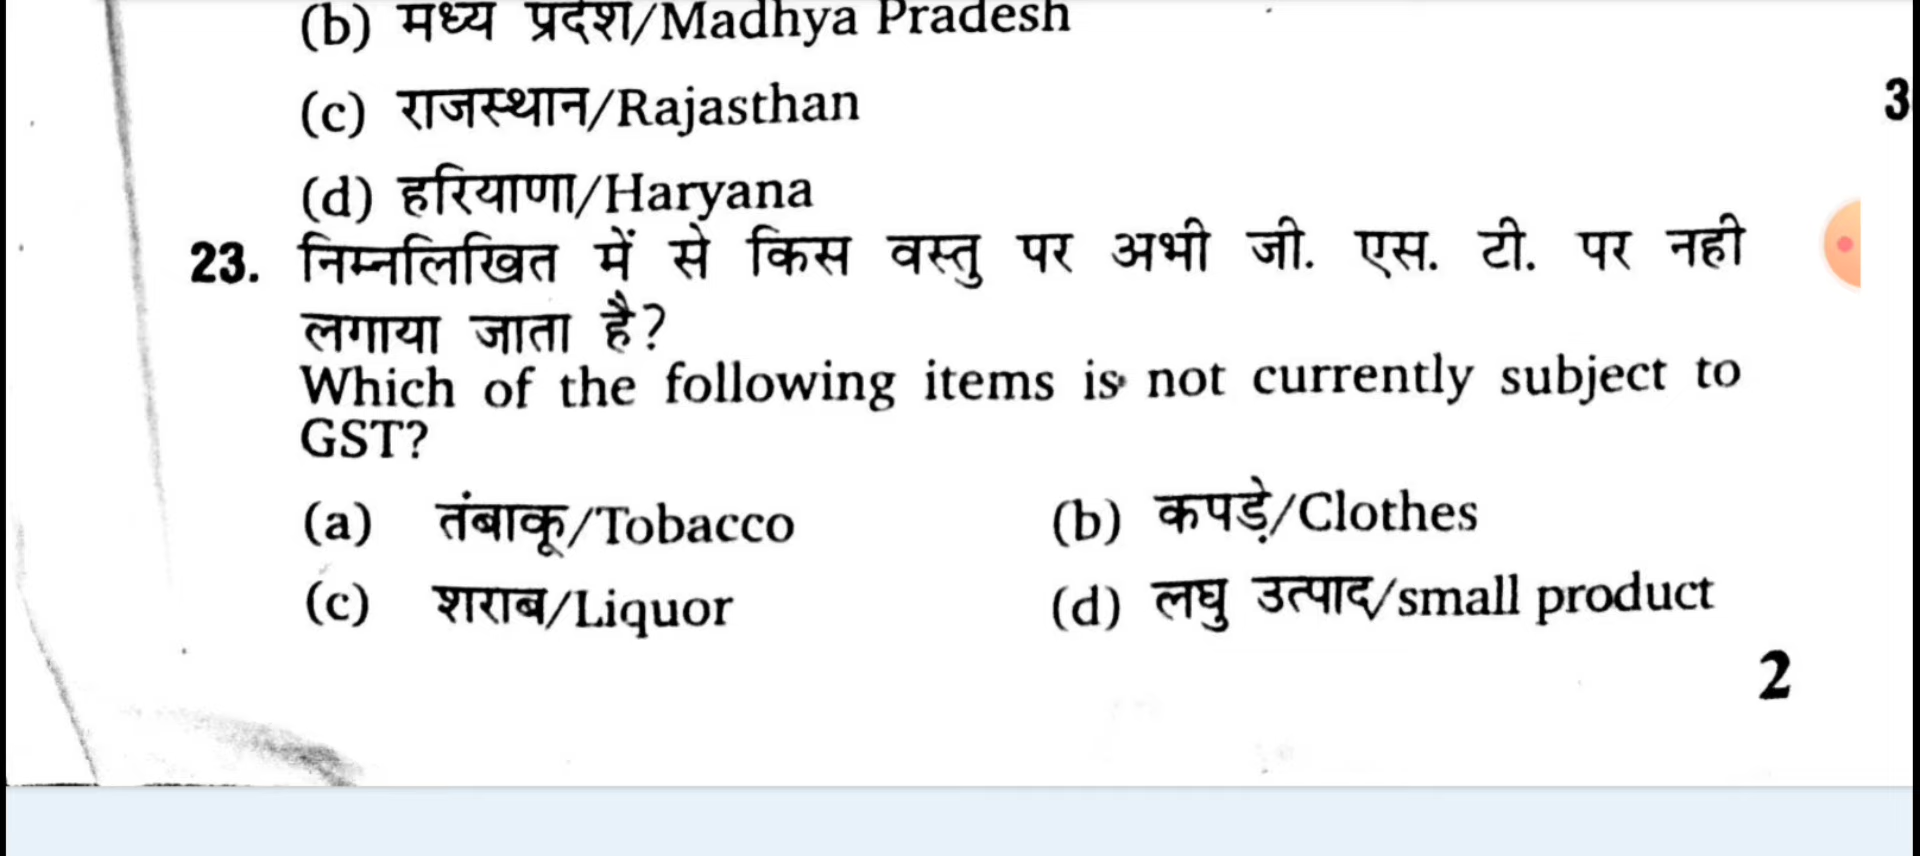 (b) मध्य प्रदेश/Madhya Pradesh
(c) राजस्थान/Rajasthan
(d) हरियाणा/Haryana
23. निम्नलिखित में से किस वस्तु पर अभी जी. एस. टी. पर नही
लगाया जाता है?
Which of the following items is not currently subject to
GST?
(a) तंबाकू/Tobacco (b) कपड़े/Clothes
(c) शराब/Liquor (d) लघु उत्पाद/small product
2
3